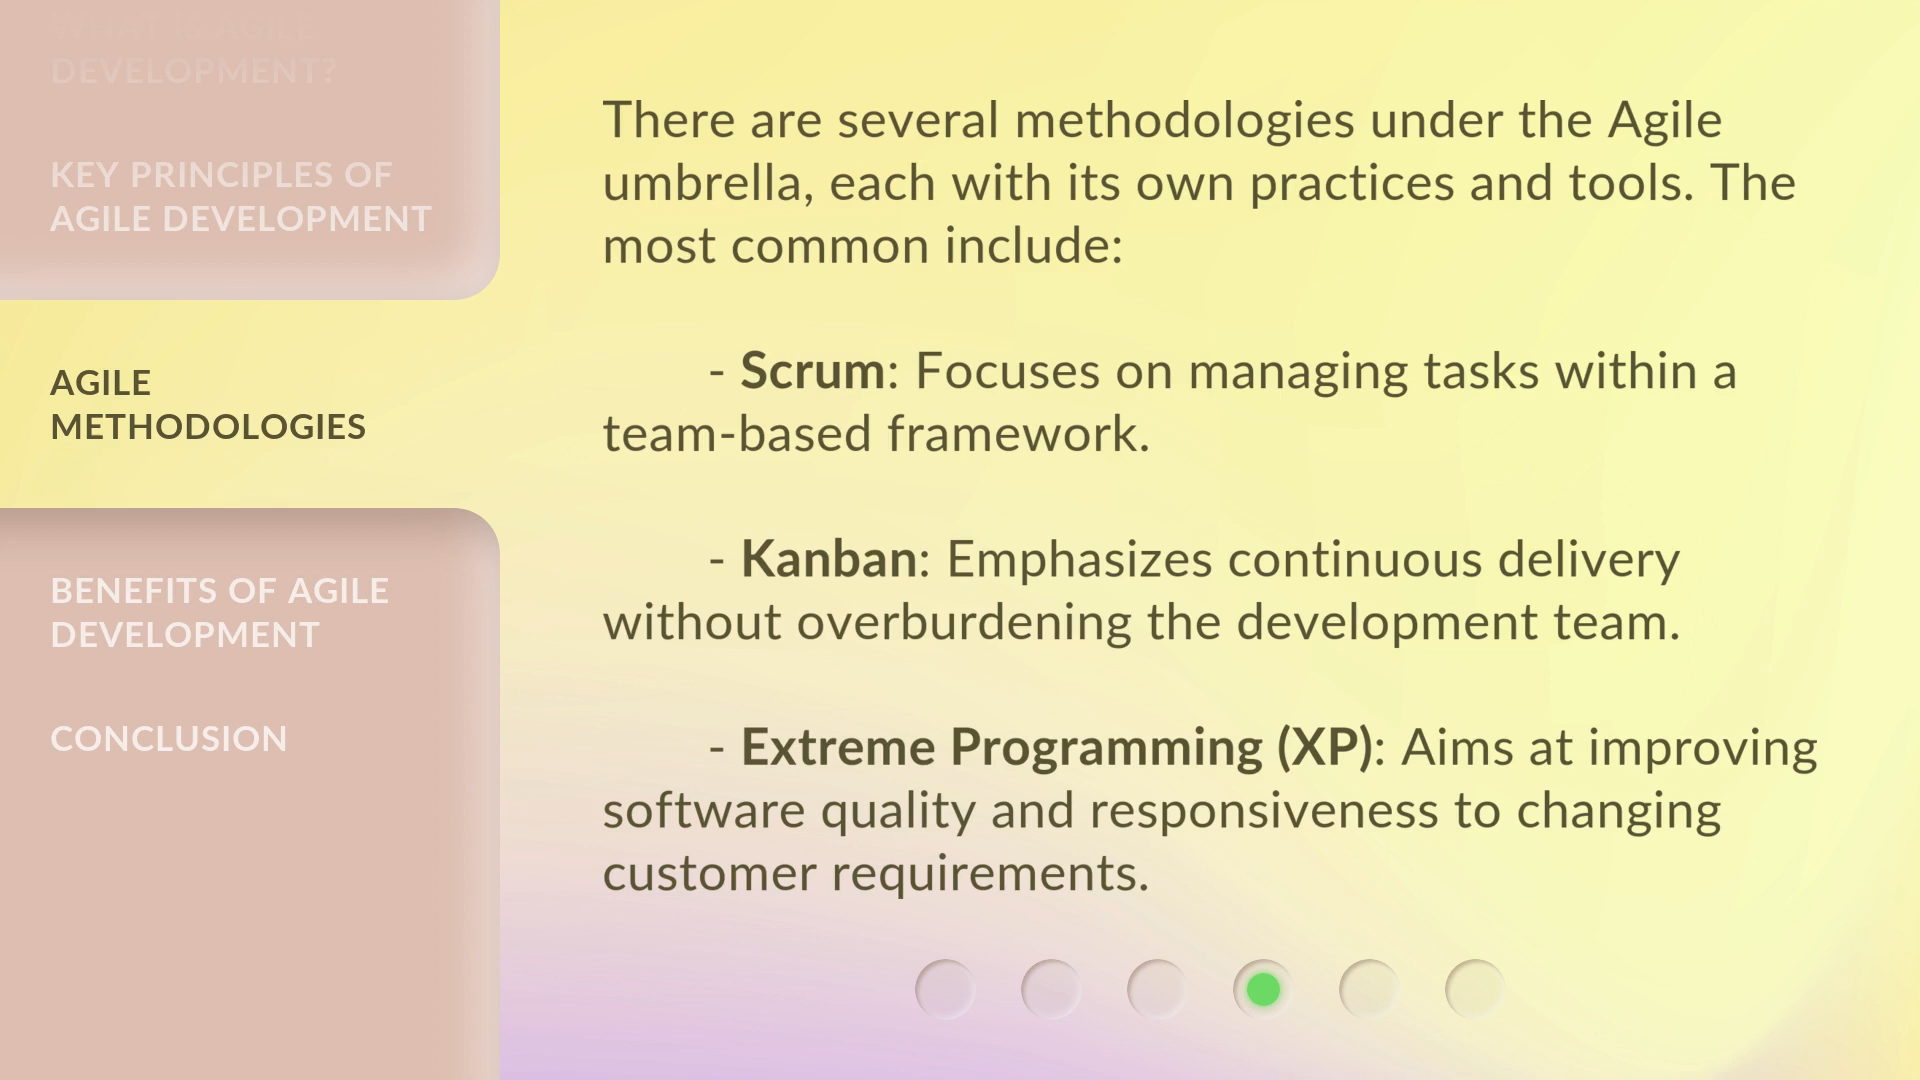 WHAT IS AGILE
DEVELOPMENT?
KEY PRINCIPLES OF
AGILE DEVELOPMENT
AGILE
METHODOLOGIES
BENEFITS OF AGILE
DEVELOPMENT
CONCLUSION
There are several methodologies under the Agile
umbrella, each with its own practices and tools. The
most common include:
- Scrum: Focuses on managing tasks within a
team-based framework.
- Kanban: Emphasizes continuous delivery
without overburdening the development team.
- Extreme Programming (XP): Aims at improving
software quality and responsiveness to changing
customer requirements.